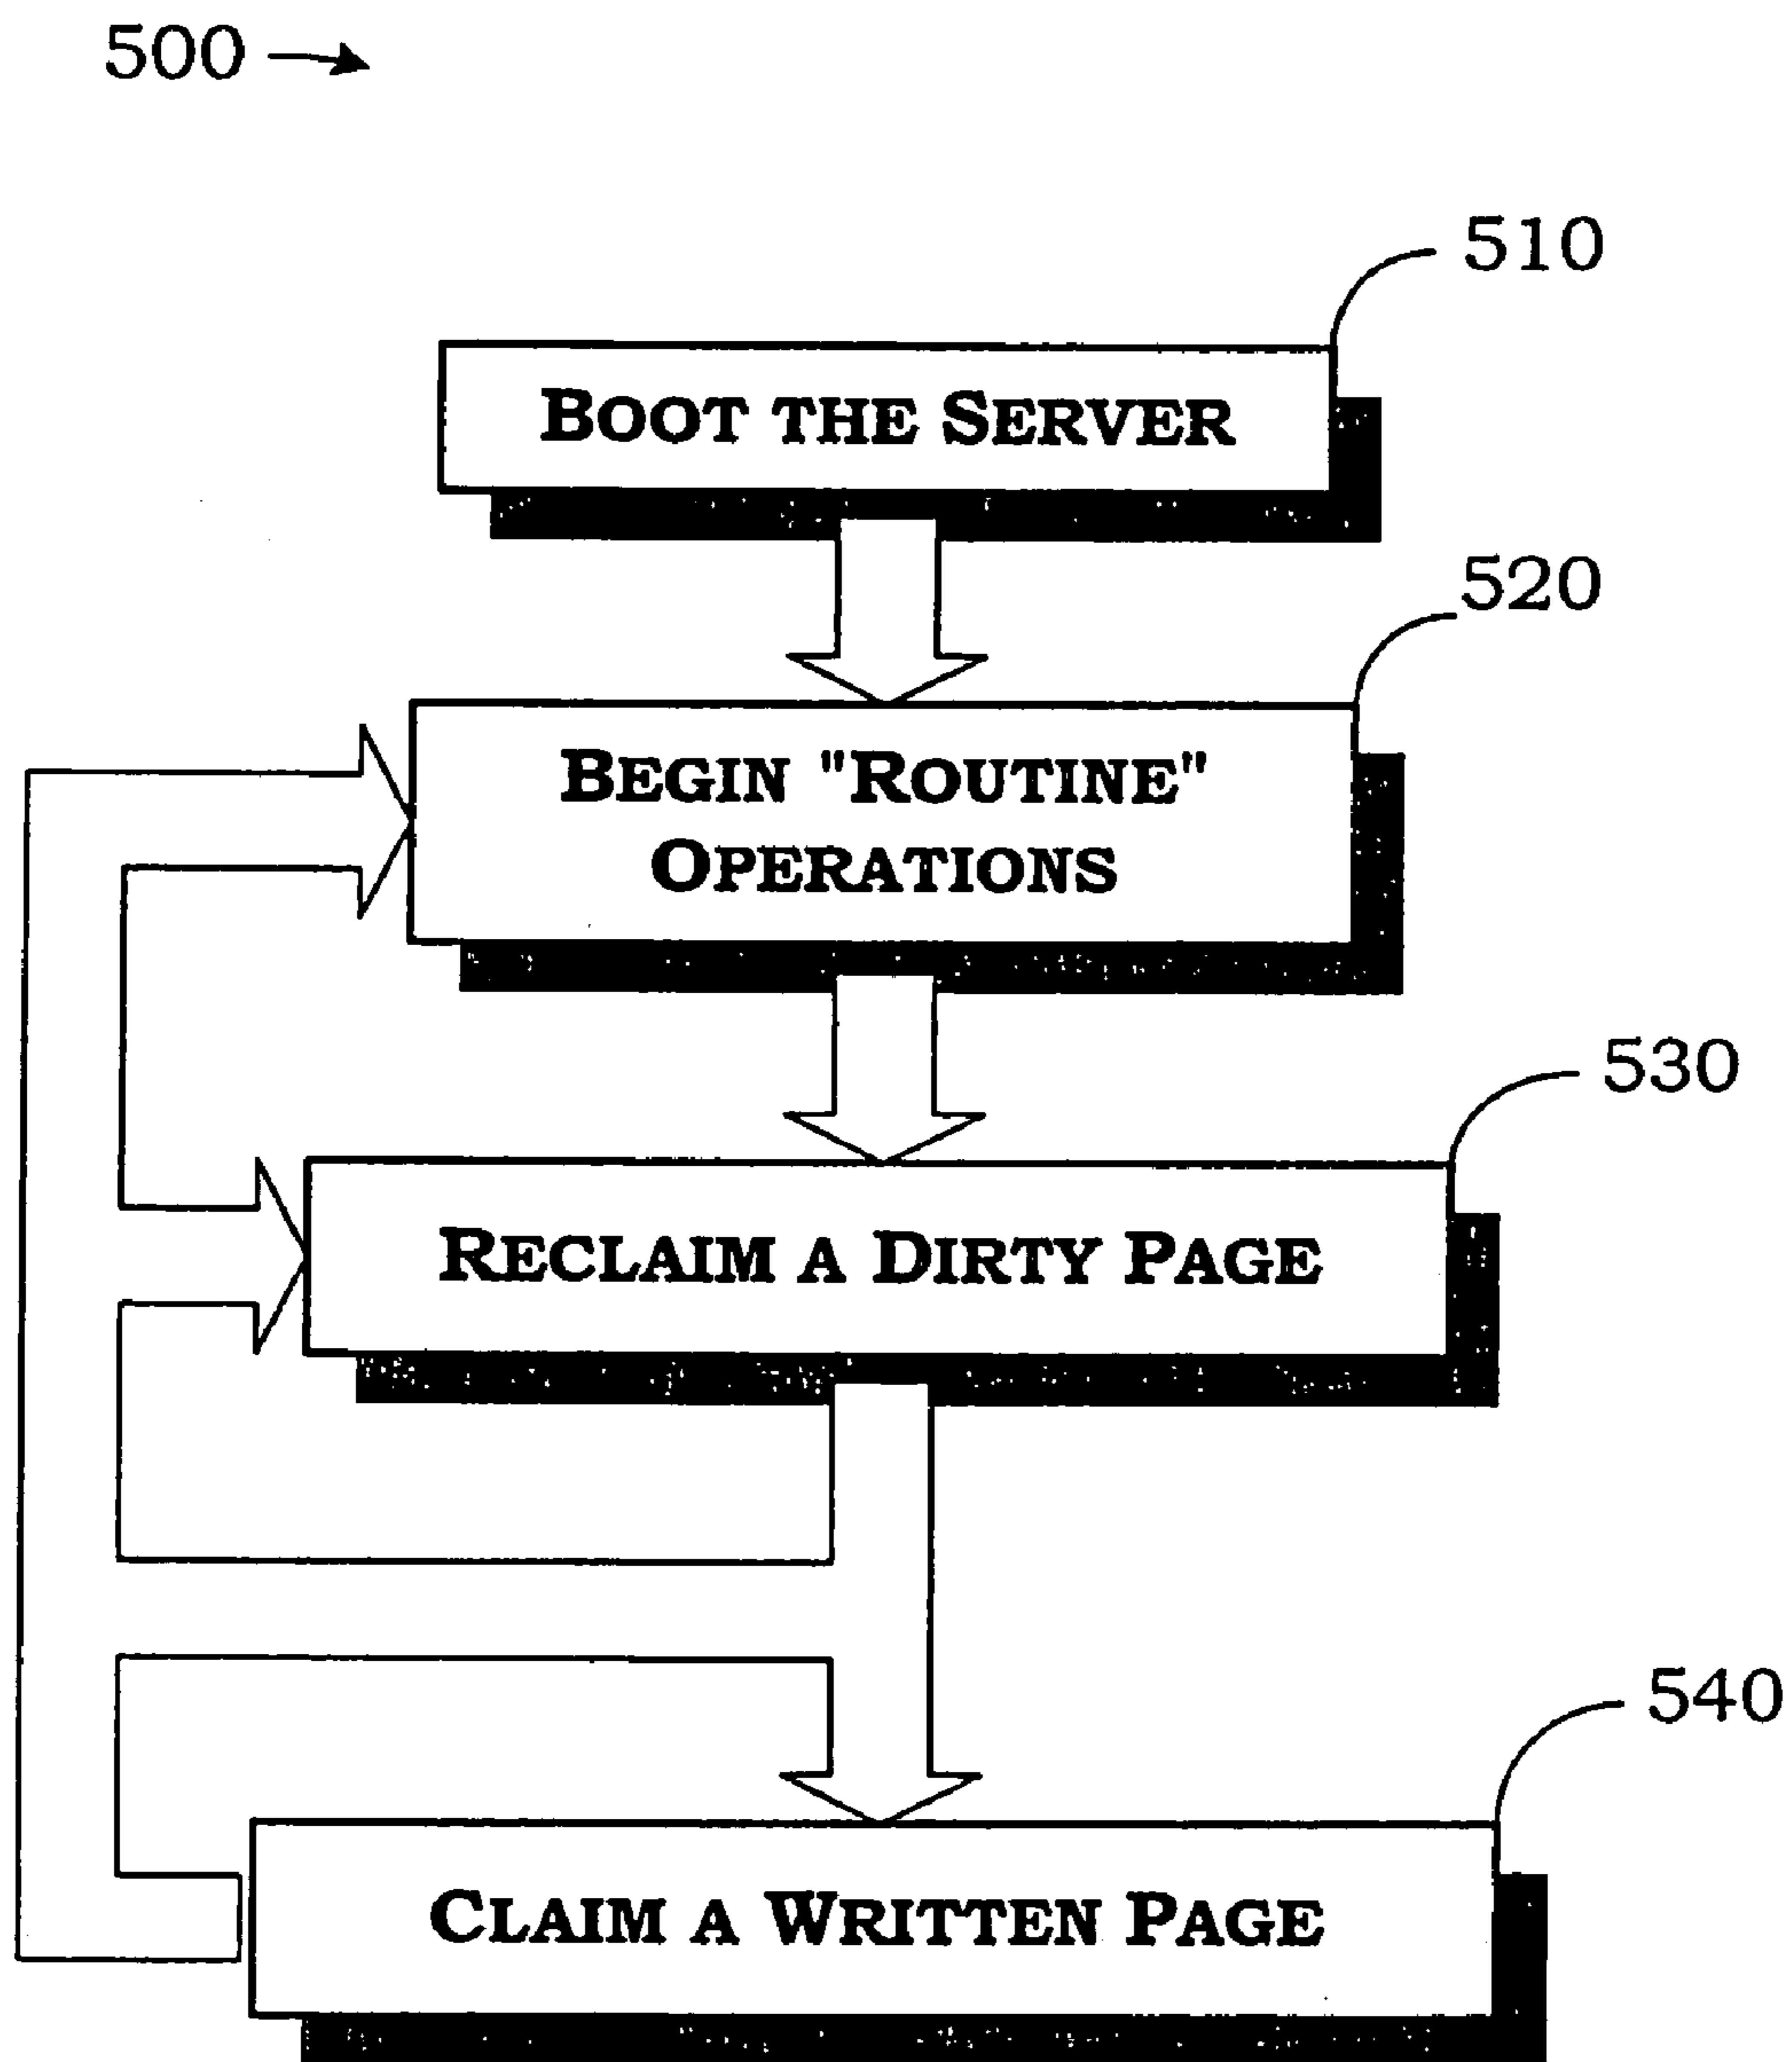 500
510
BOOT THE SERVER
520
BEGIN "ROUTINE"
OPERATIONS
530
RECLAIM A DIRTY PAGE
540
CLAIM A WRITTEN PAGE